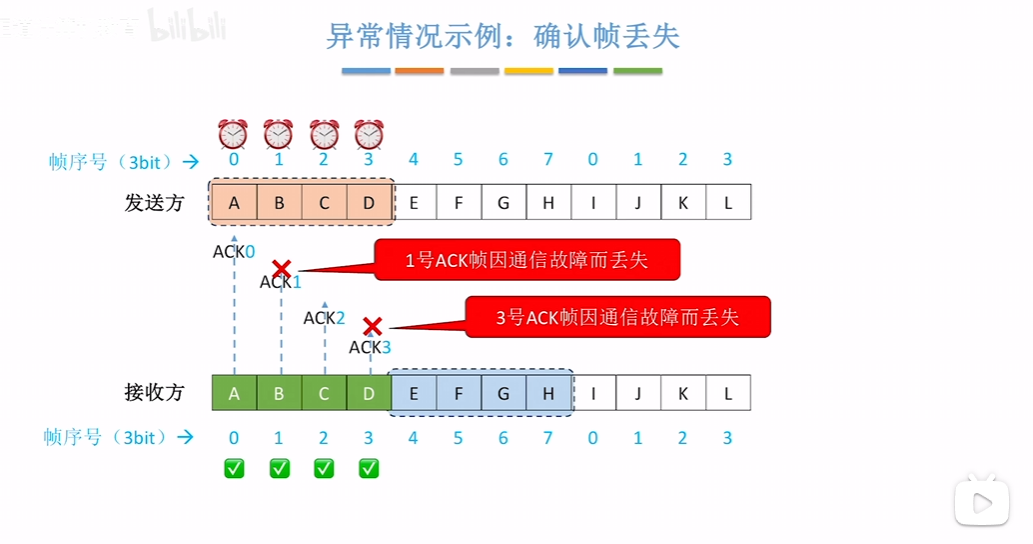 bilibili
异常情况示例：确认帧丢失
帧序号（3bit）→ 0 1 2 3 4 5 6 7 0 1 2 3
发送方 A B C D E F G H I J K L
ACK0
1号ACK帧因通信故障而丢失
ACK1
3号ACK帧因通信故障而丢失
ACK2
ACK3
接收方 A B C D E F G H I J K L
帧序号（3bit）→ 0 1 2 3 4 5 6 7 0 1 2 3